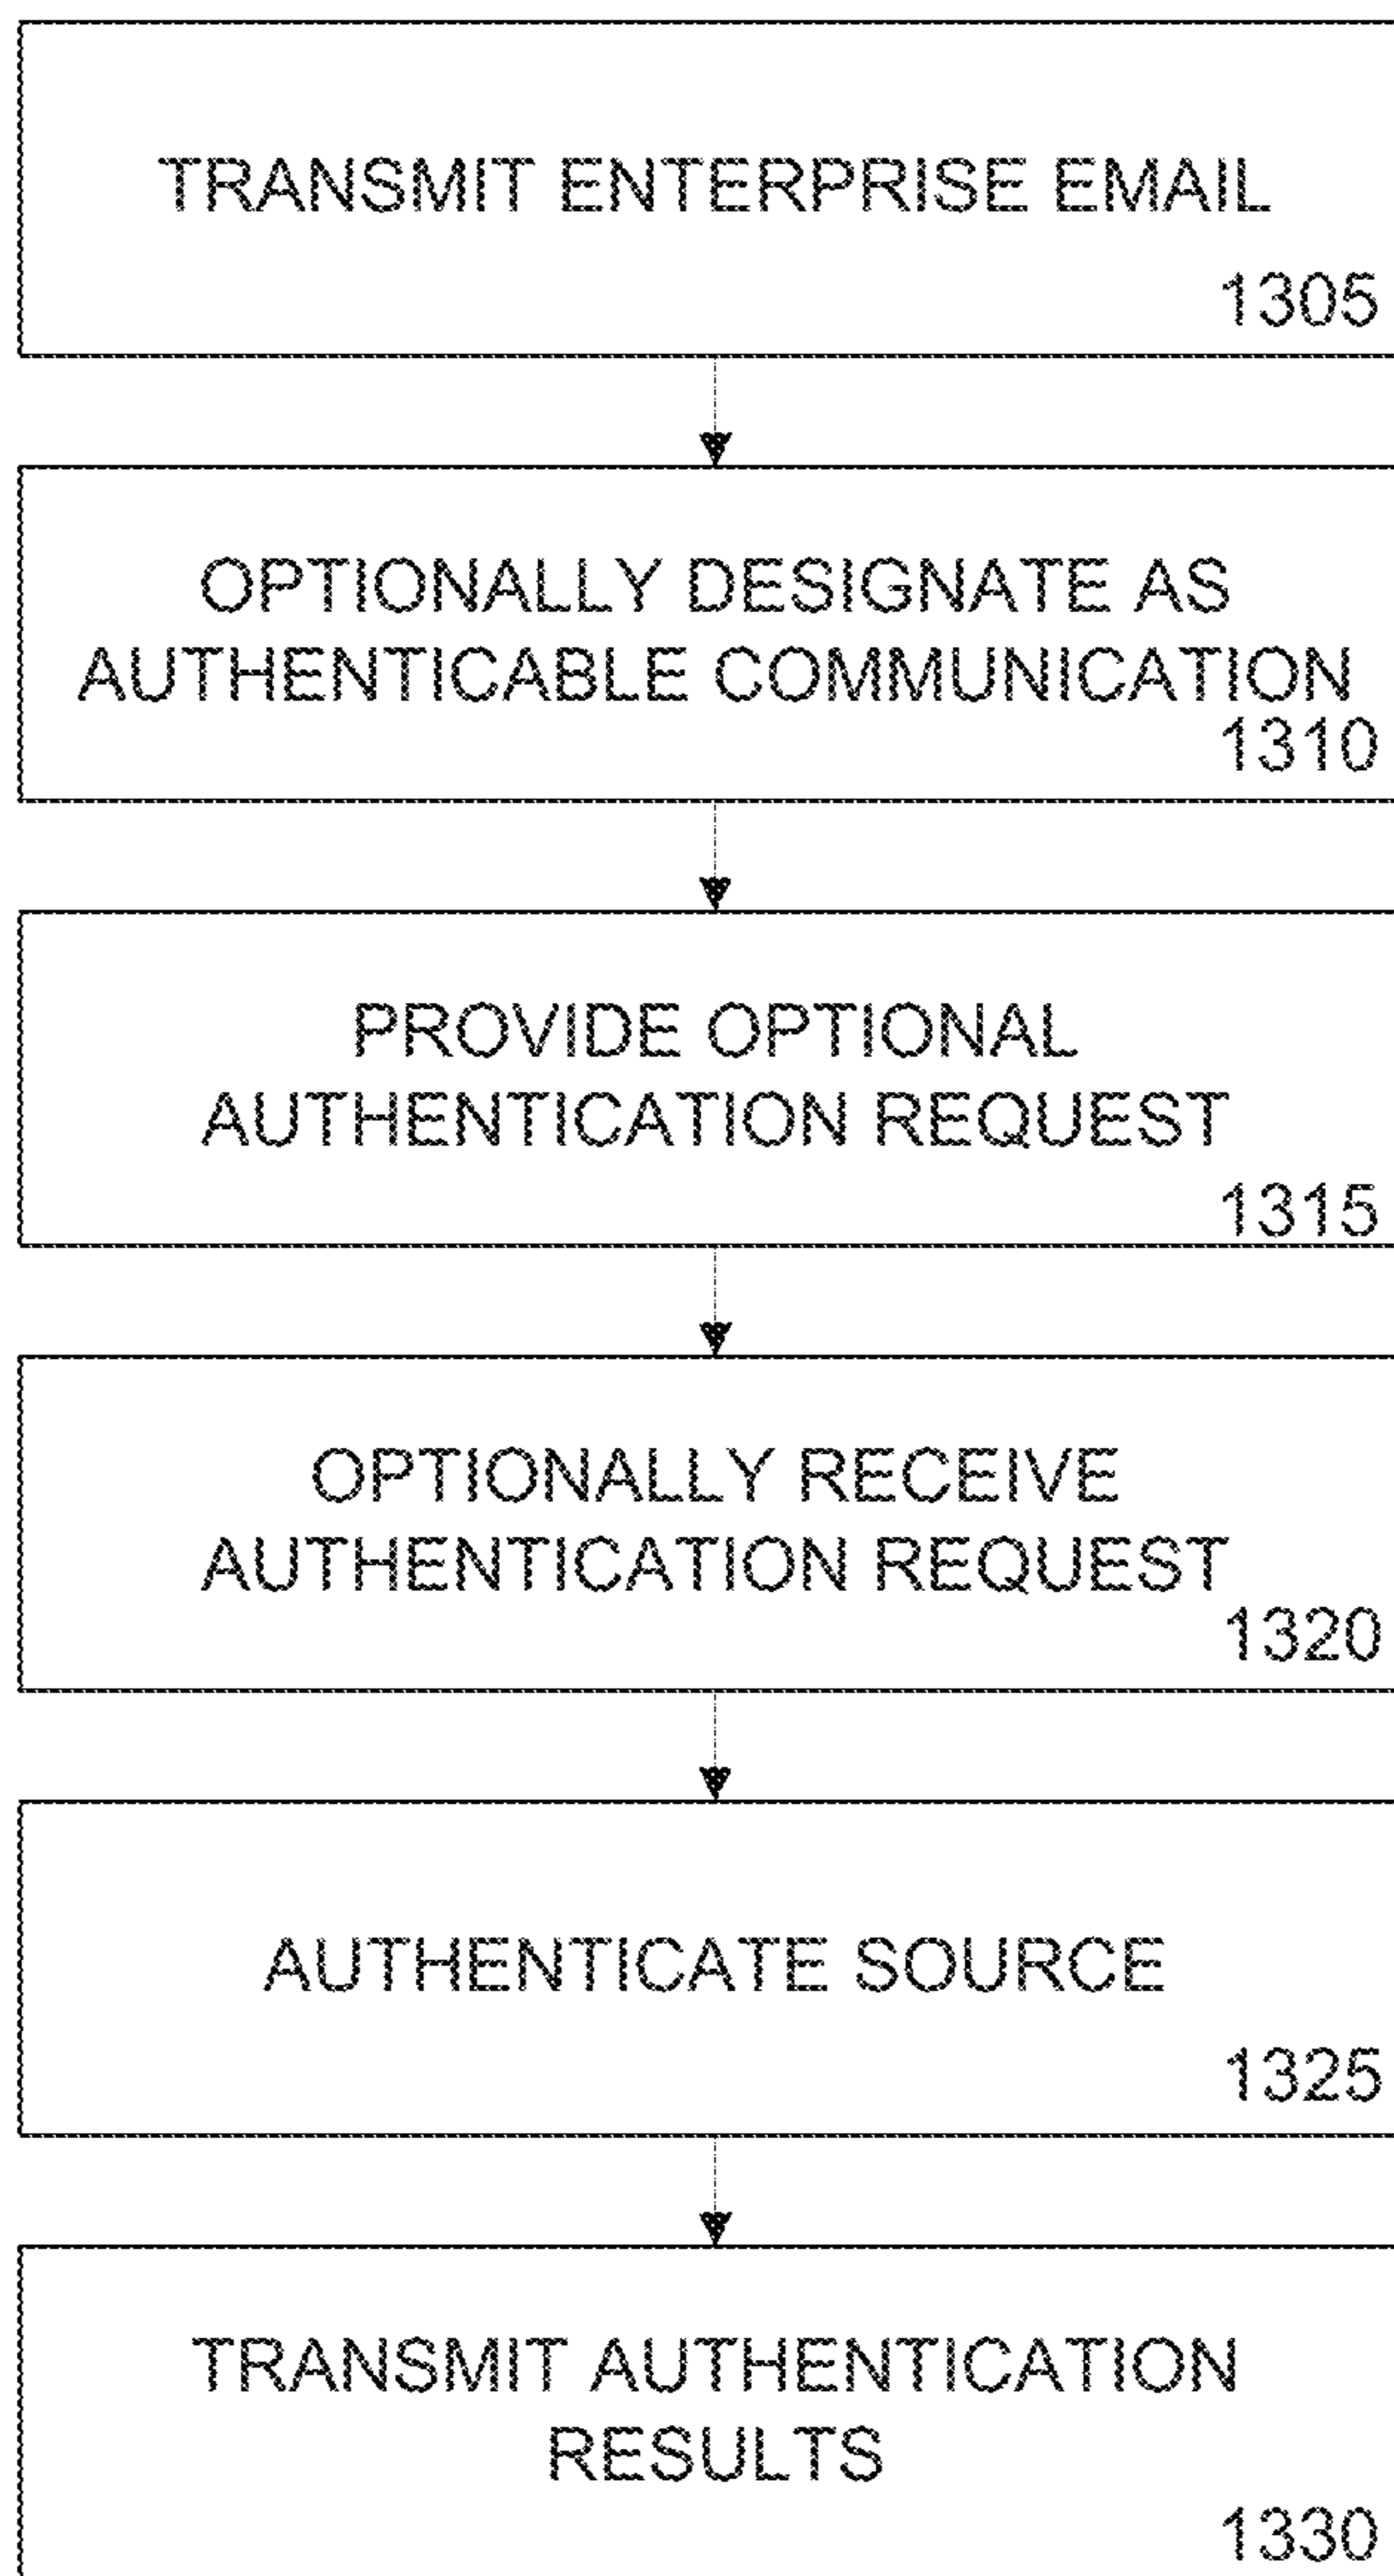 TRANSMIT ENTERPRISE EMAIL
1305
OPTIONALLY DESIGNATE AS
AUTHENTICABLE COMMUNICATION
1310
PROVIDE OPTIONAL
AUTHENTICATION REQUEST
1315
OPTIONALLY RECEIVE
AUTHENTICATION REQUEST
1320
AUTHENTICATE SOURCE
1325
TRANSMIT AUTHENTICATION
RESULTS
1330